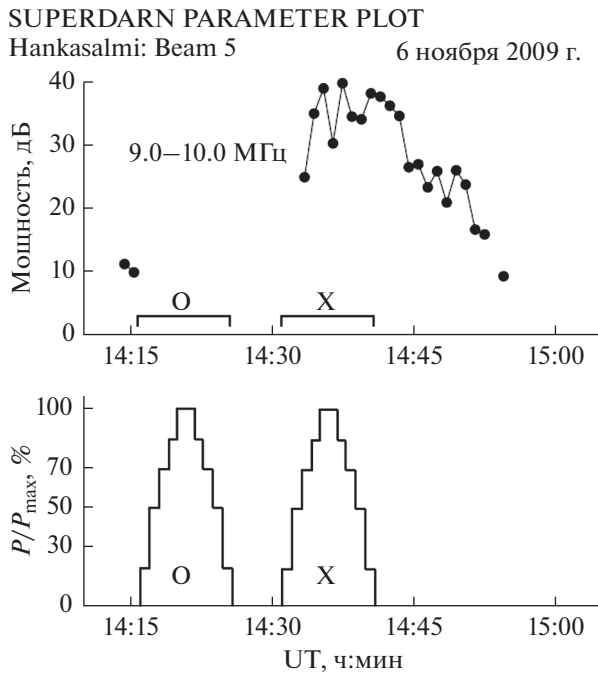 SUPERDARN PARAMETER PLOT
Hankasalmi: Beam 5
6 ноября 2009 г.
Мощность, дБ
40
30
20
10
0
9.0–10.0 МГц
O
X
14:15 14:30 14:45 15:00
P/Pmax, %
100
70
50
30
0
O
X
14:15 14:30 14:45 15:00
UT, ч:мин